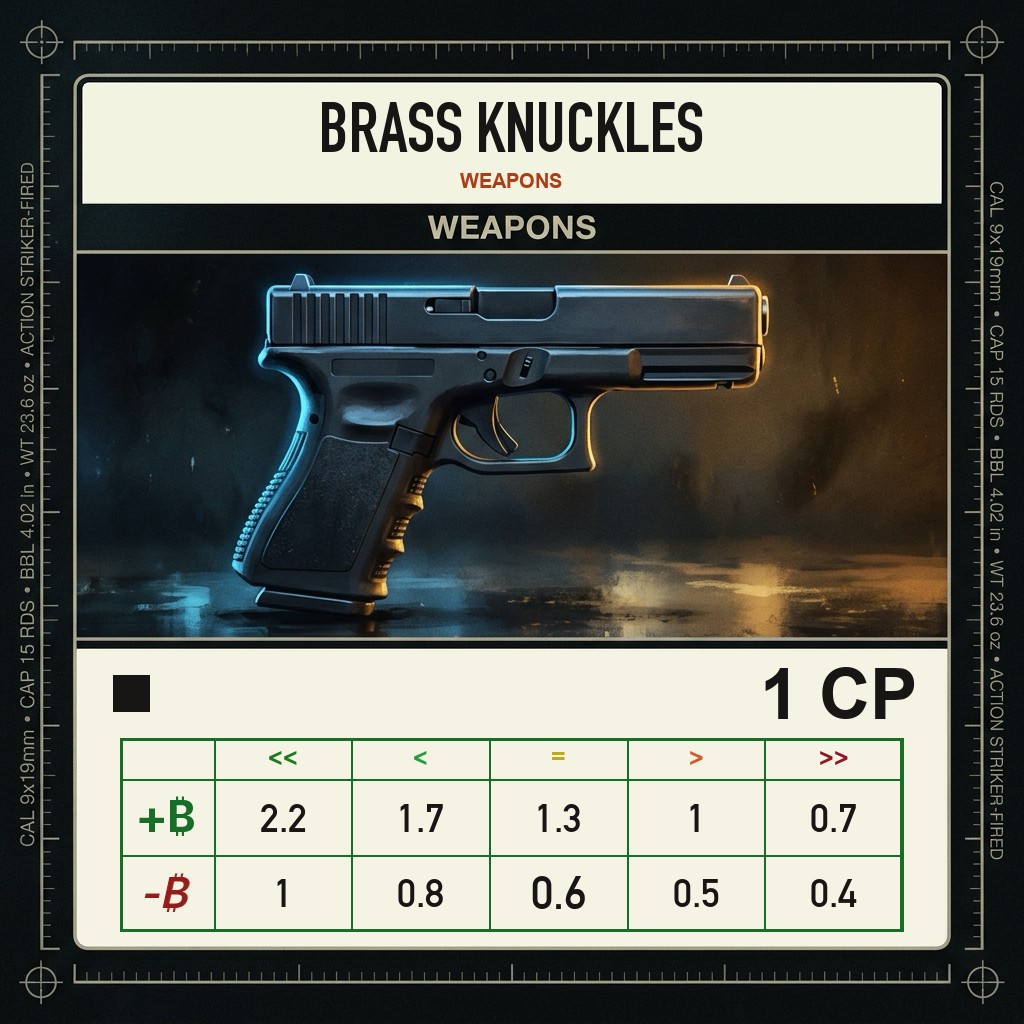 BRASS KNUCKLES
WEAPONS
WEAPONS
CAL 9x19mm • CAP 15 RDS • BBL 4.02 in • WT 23.6 oz • ACTION STRIKER-FIRED
CAL 9x19mm • CAP 15 RDS • BBL 4.02 in • WT 23.6 oz • ACTION STRIKER-FIRED
1 CP
<< < = > >>
+₿ 2.2 1.7 1.3 1 0.7
-₿ 1 0.8 0.6 0.5 0.4